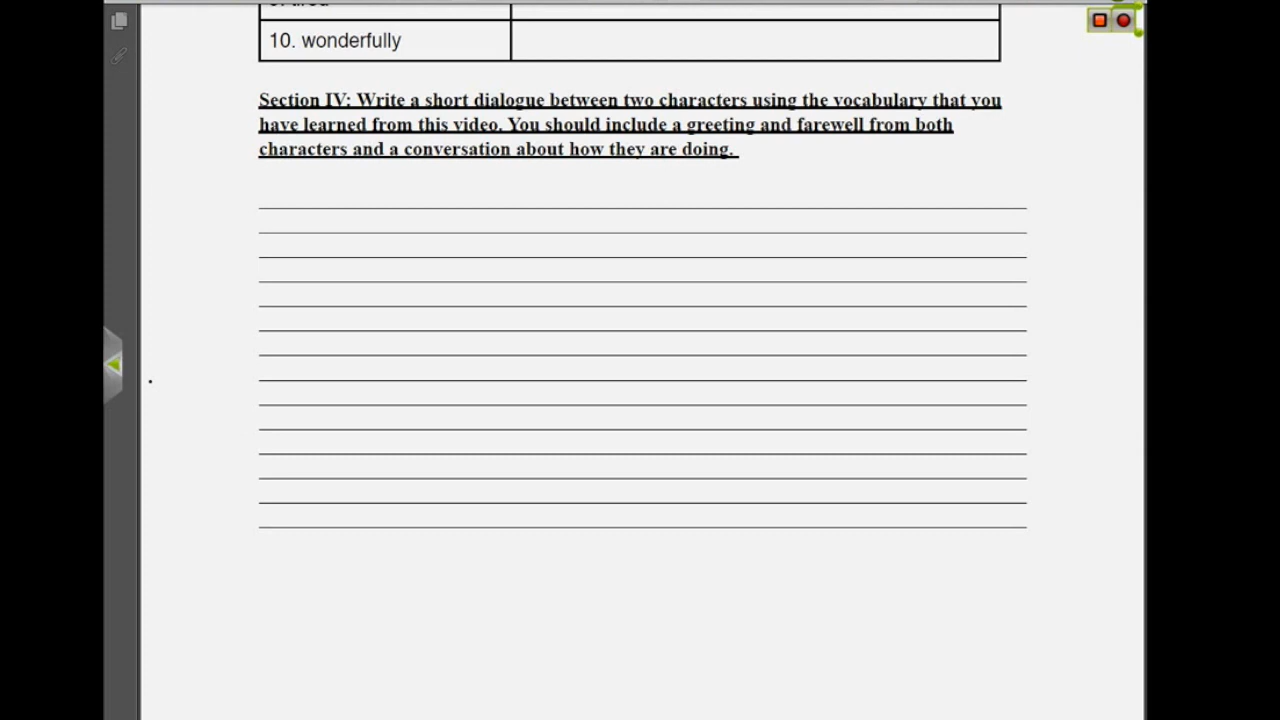 10. wonderfully
Section IV: Write a short dialogue between two characters using the vocabulary that you
have learned from this video. You should include a greeting and farewell from both
characters and a conversation about how they are doing.